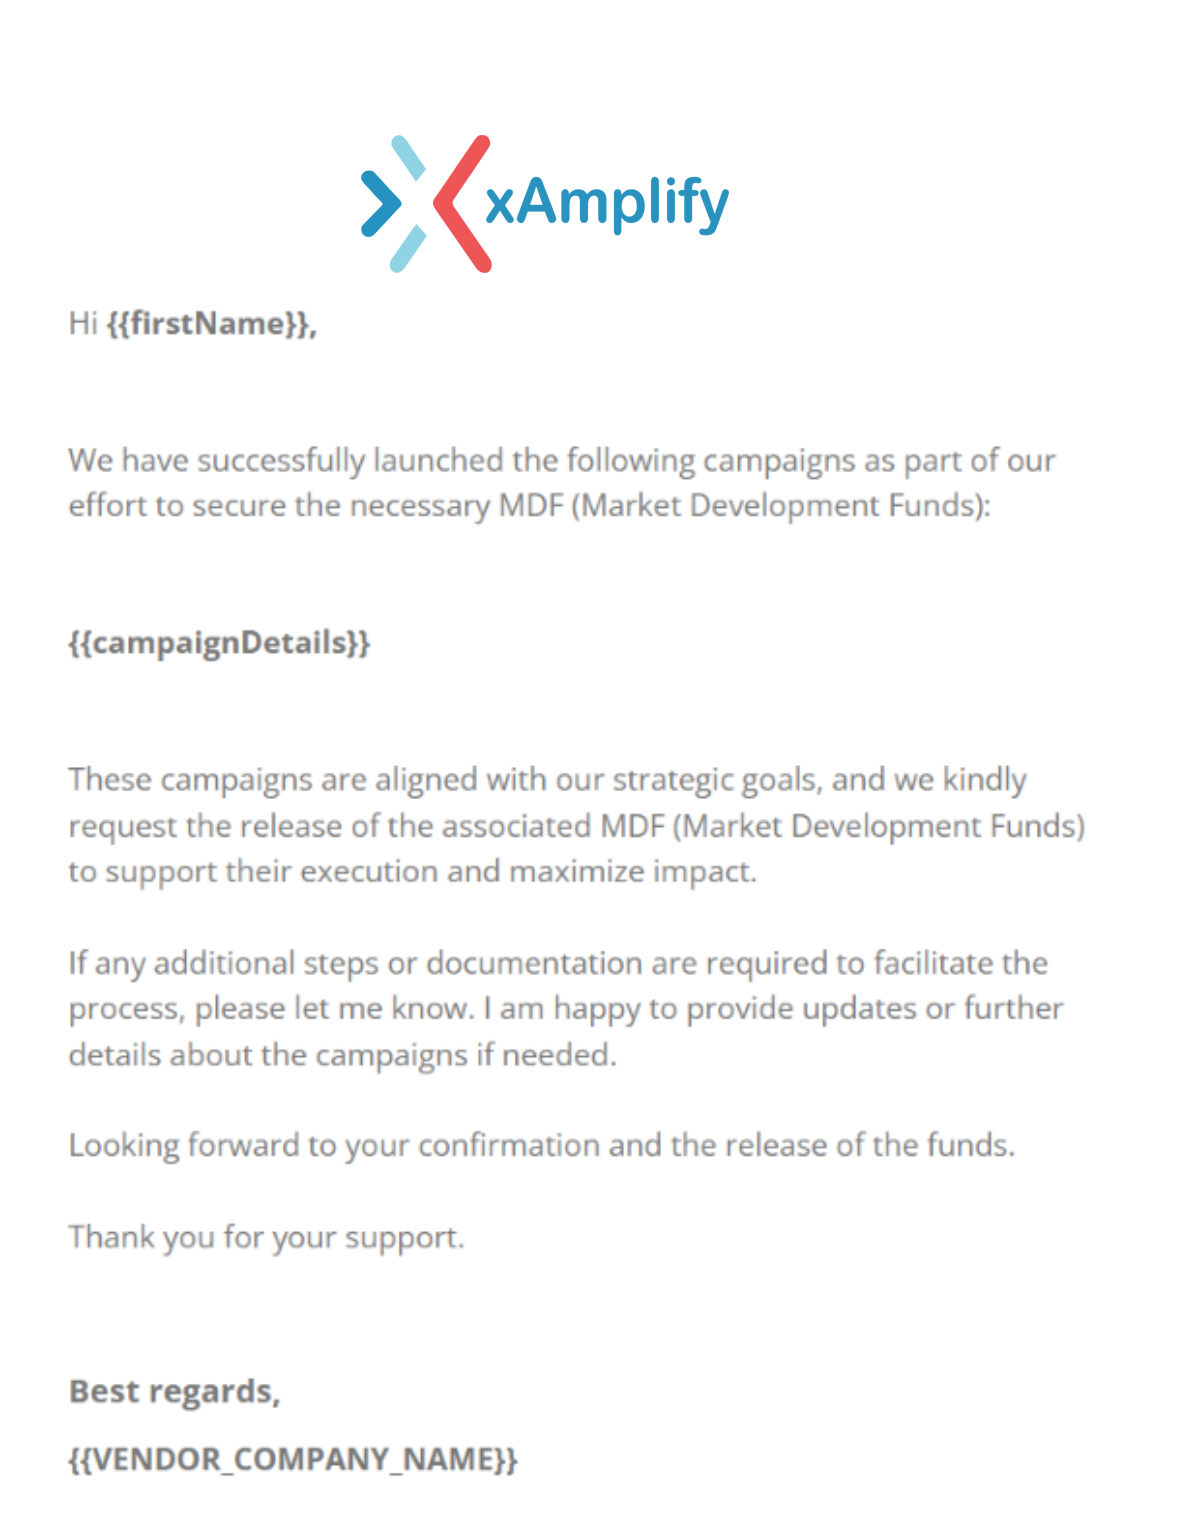 xAmplify
Hi {{firstName}},
We have successfully launched the following campaigns as part of our
effort to secure the necessary MDF (Market Development Funds):
{{campaignDetails}}
These campaigns are aligned with our strategic goals, and we kindly
request the release of the associated MDF (Market Development Funds)
to support their execution and maximize impact.
If any additional steps or documentation are required to facilitate the
process, please let me know. I am happy to provide updates or further
details about the campaigns if needed.
Looking forward to your confirmation and the release of the funds.
Thank you for your support.
Best regards,
{{VENDOR_COMPANY_NAME}}